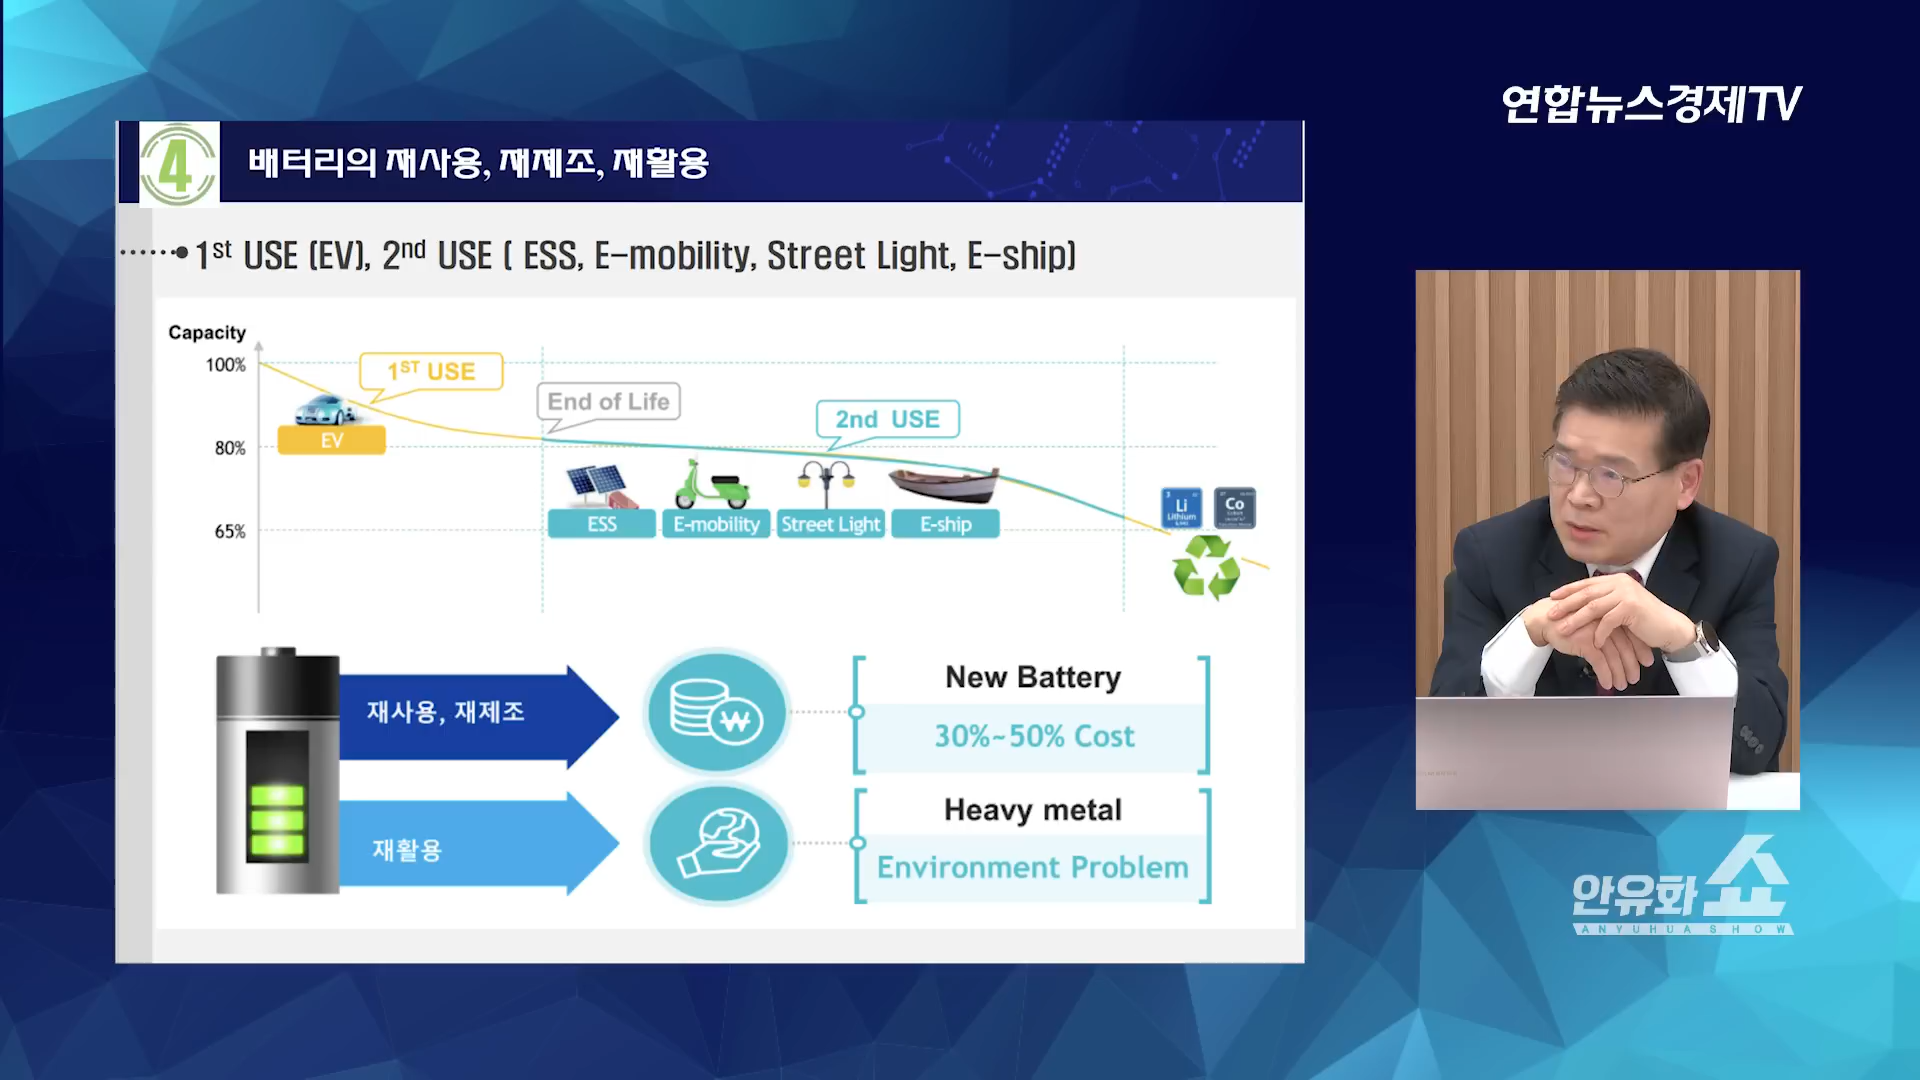 연합뉴스경제TV
4
배터리의 재사용, 재제조, 재활용
1st USE (EV), 2nd USE ( ESS, E-mobility, Street Light, E-ship)
Capacity
100%
80%
65%
1ST USE
End of Life
2nd USE
EV
ESS
E-mobility
Street Light
E-ship
3
Li
Lithium
Co
재사용, 재제조
New Battery
30%~50% Cost
재활용
Heavy metal
Environment Problem
안유화 쇼
ANYUHUA SHOW